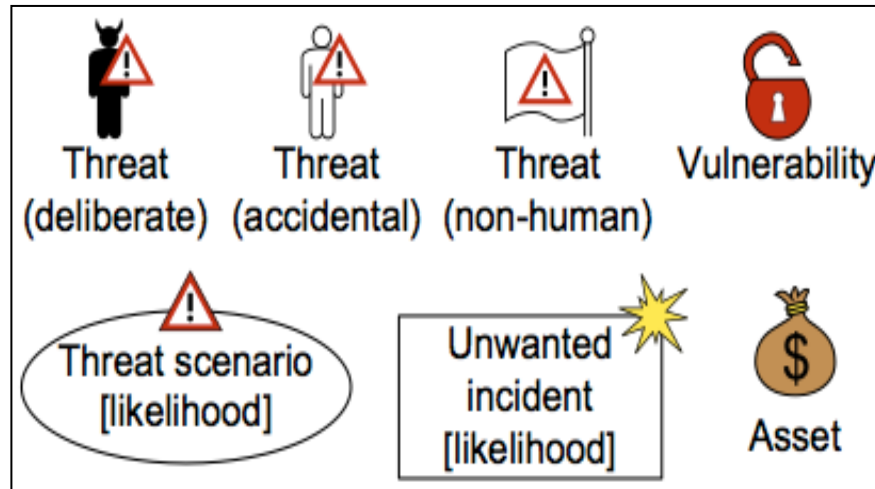 Threat
(deliberate)
Threat
(accidental)
Threat
(non-human)
Vulnerability
Threat scenario
[likelihood]
Unwanted
incident
[likelihood]
$
Asset